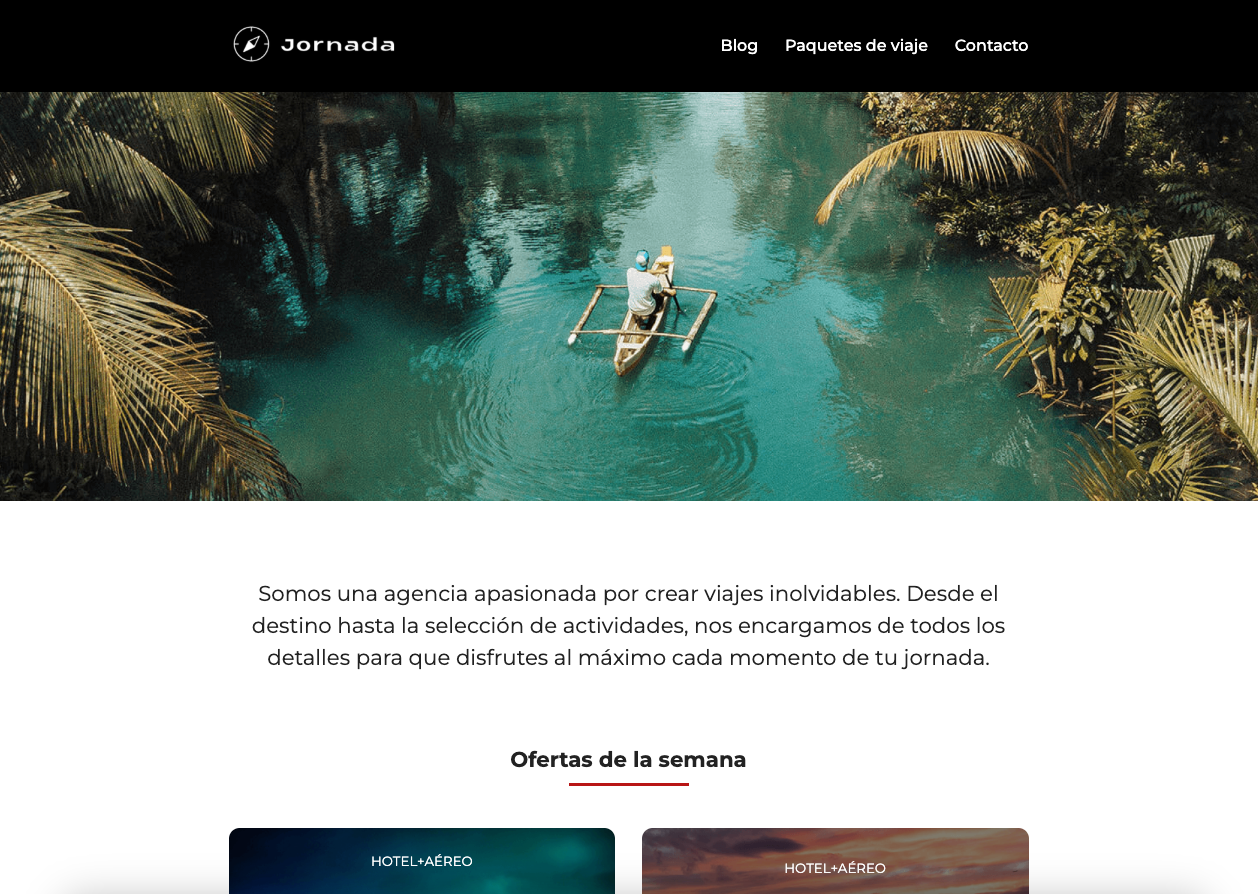 Jornada
Blog
Paquetes de viaje
Contacto
Somos una agencia apasionada por crear viajes inolvidables. Desde el
destino hasta la selección de actividades, nos encargamos de todos los
detalles para que disfrutes al máximo cada momento de tu jornada.
Ofertas de la semana
HOTEL+AÉREO
HOTEL+AÉREO